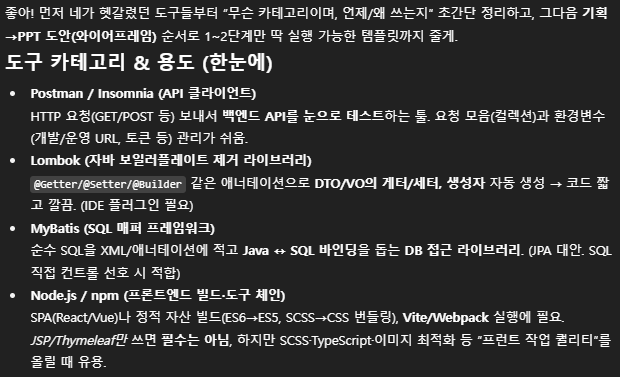 좋아! 먼저 네가 헷갈렸던 도구들부터 "무슨 카테고리이며, 언제/왜 쓰는지" 초간단 정리하고, 그다음 기획
→PPT 도안(와이어프레임) 순서로 1~2단계만 딱 실행 가능한 템플릿까지 줄게.
도구 카테고리 & 용도 (한눈에)
• Postman / Insomnia (API 클라이언트)
HTTP 요청(GET/POST 등) 보내서 백엔드 API를 눈으로 테스트하는 툴. 요청 모음(컬렉션)과 환경변수
(개발/운영 URL, 토큰 등) 관리가 쉬움.
• Lombok (자바 보일러플레이트 제거 라이브러리)
@Getter/@Setter/@Builder 같은 애너테이션으로 DTO/VO의 게터/세터, 생성자 자동 생성 → 코드 짧
고 깔끔. (IDE 플러그인 필요)
• MyBatis (SQL 매퍼 프레임워크)
순수 SQL을 XML/애너테이션에 적고 Java ↔ SQL 바인딩을 돕는 DB 접근 라이브러리. (JPA 대안. SQL
직접 컨트롤 선호 시 적합)
• Node.js / npm (프론트엔드 빌드·도구 체인)
SPA(React/Vue)나 정적 자산 빌드(ES6→ES5, SCSS→CSS 번들링), Vite/Webpack 실행에 필요.
JSP/Thymeleaf만 쓰면 필수는 아님, 하지만 SCSS·TypeScript·이미지 최적화 등 "프런트 작업 퀄리티"를
올릴 때 유용.